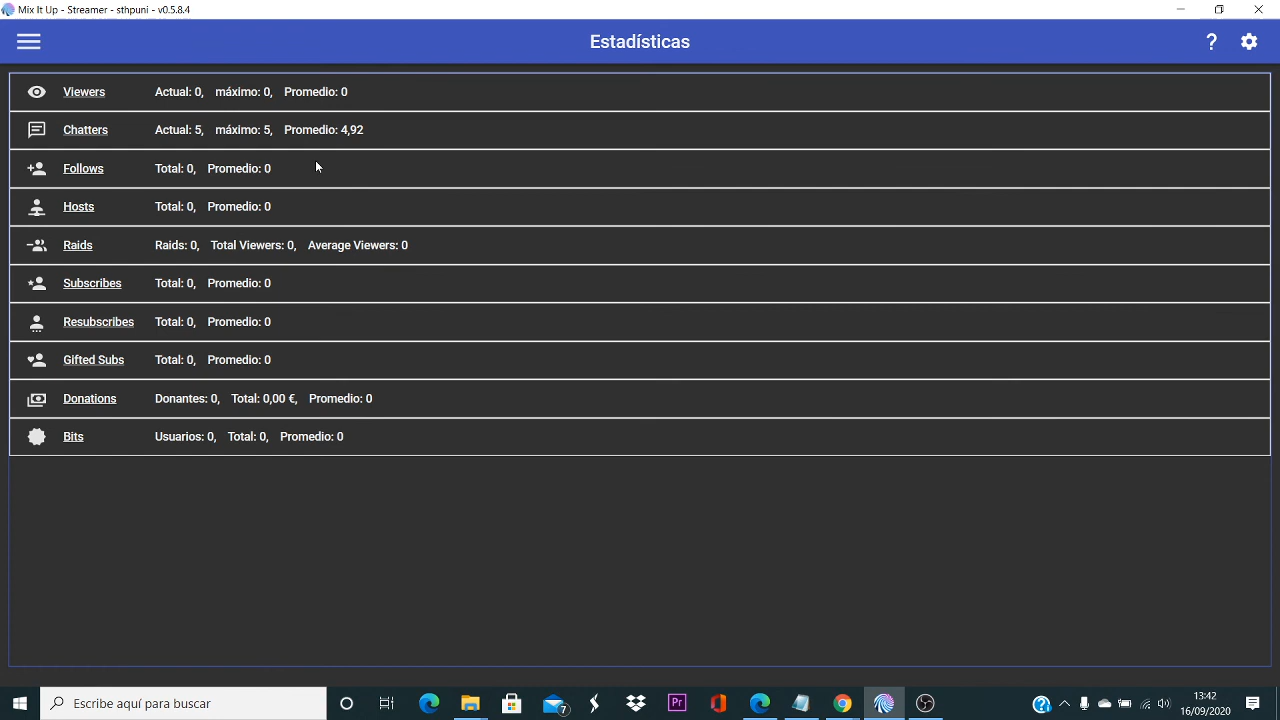 Mix It Up - Streamer - sthpuni - v0.5.8.4
Estadísticas
?
Viewers Actual: 0, máximo: 0, Promedio: 0
Chatters Actual: 5, máximo: 5, Promedio: 4,92
Follows Total: 0, Promedio: 0
Hosts Total: 0, Promedio: 0
Raids Raids: 0, Total Viewers: 0, Average Viewers: 0
Subscribes Total: 0, Promedio: 0
Resubscribes Total: 0, Promedio: 0
Gifted Subs Total: 0, Promedio: 0
Donations Donantes: 0, Total: 0,00 €, Promedio: 0
Bits Usuarios: 0, Total: 0, Promedio: 0
Escribe aquí para buscar
7
Pr
13:42
16/09/2020